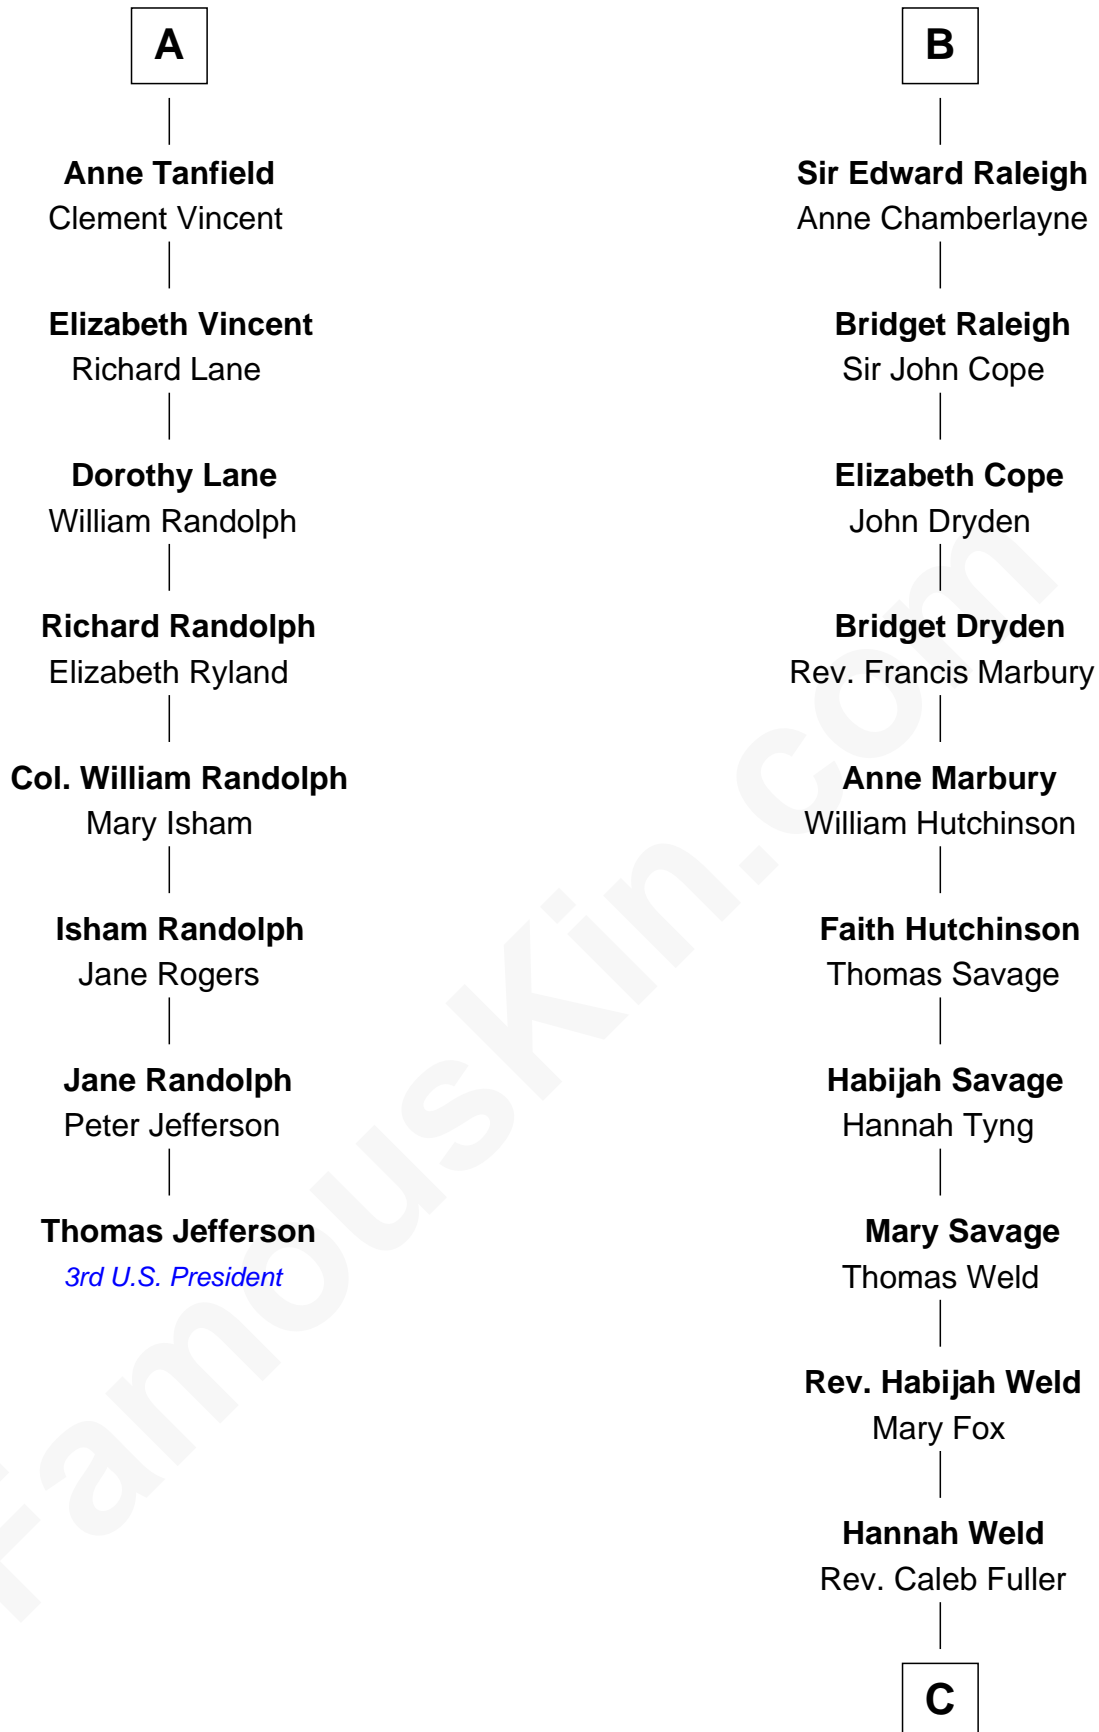 A
Anne Tanfield
Clement Vincent
Elizabeth Vincent
Richard Lane
Dorothy Lane
William Randolph
Richard Randolph
Elizabeth Ryland
Col. William Randolph
Mary Isham
Isham Randolph
Jane Rogers
Jane Randolph
Peter Jefferson
Thomas Jefferson
3rd U.S. President
B
Sir Edward Raleigh
Anne Chamberlayne
Bridget Raleigh
Sir John Cope
Elizabeth Cope
John Dryden
Bridget Dryden
Rev. Francis Marbury
Anne Marbury
William Hutchinson
Faith Hutchinson
Thomas Savage
Habijah Savage
Hannah Tyng
Mary Savage
Thomas Weld
Rev. Habijah Weld
Mary Fox
Hannah Weld
Rev. Caleb Fuller
C
FamousKin.com